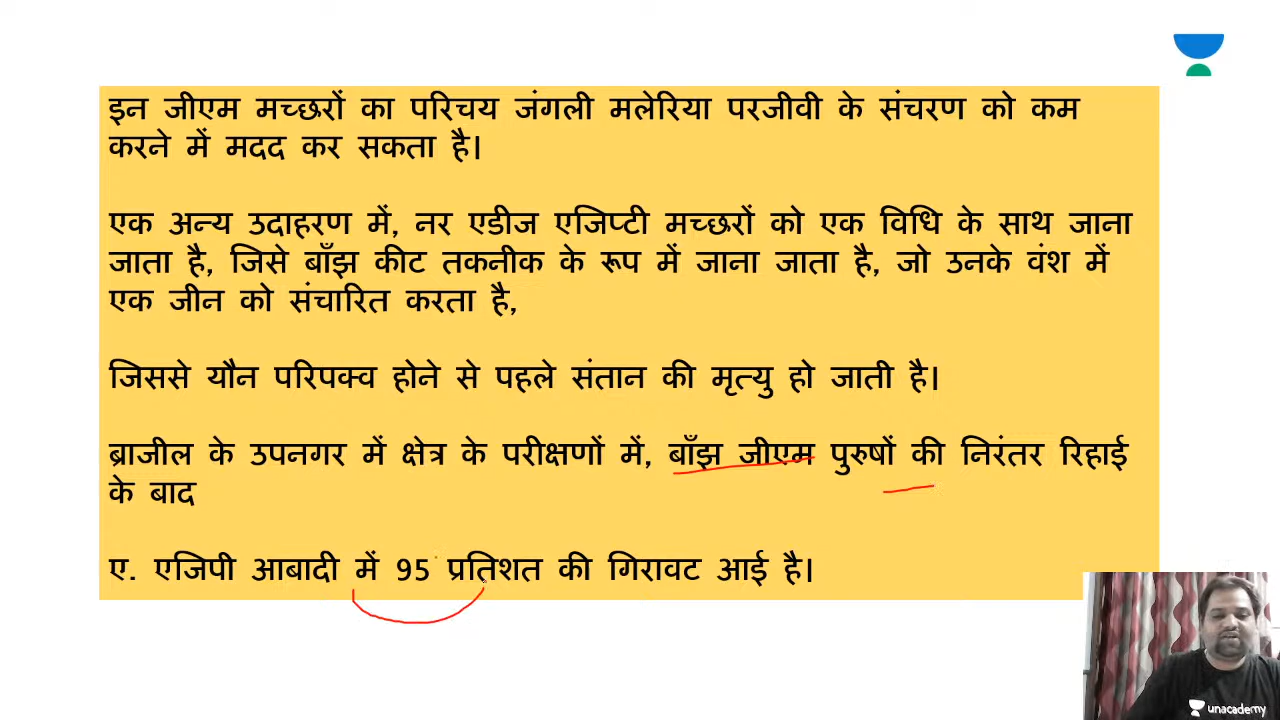 इन जीएम मच्छरों का परिचय जंगली मलेरिया परजीवी के संचरण को कम
करने में मदद कर सकता है।
एक अन्य उदाहरण में, नर एडीज एजिप्टी मच्छरों को एक विधि के साथ जाना
जाता है, जिसे बाँझ कीट तकनीक के रूप में जाना जाता है, जो उनके वंश में
एक जीन को संचारित करता है,
जिससे यौन परिपक्व होने से पहले संतान की मृत्यु हो जाती है।
ब्राजील के उपनगर में क्षेत्र के परीक्षणों में, बाँझ जीएम पुरुषों की निरंतर रिहाई
के बाद
ए. एजिपी आबादी में 95 प्रतिशत की गिरावट आई है।
unacademy